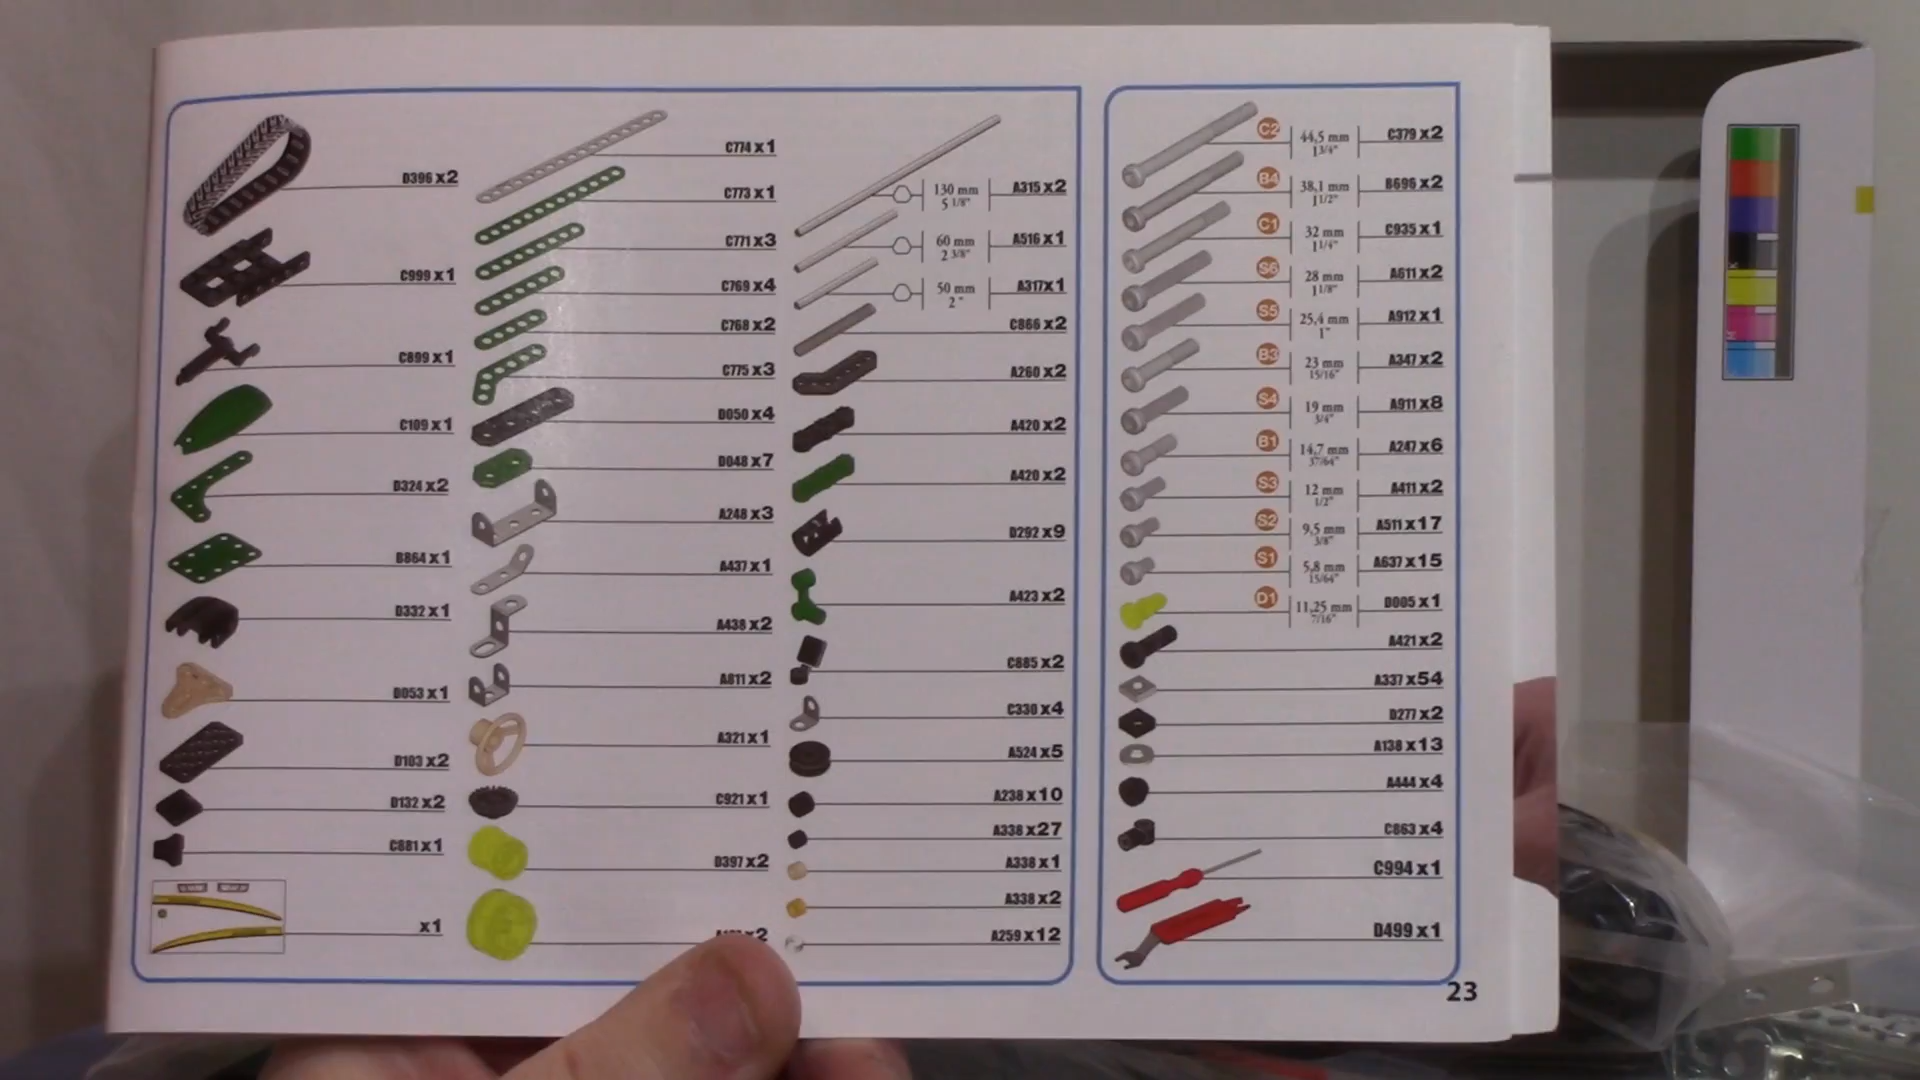 D396 x2
C999 x1
C899 x1
C109 x1
D324 x2
B864 x1
D332 x1
D053 x1
D103 x2
D132 x2
C881 x1
x1
C774 x1
C773 x1
C771 x3
C769 x4
C768 x2
C775 x3
D050 x4
D048 x7
A248 x3
A437 x1
A438 x2
A811 x2
A321 x1
C921 x1
D397 x2
x2
130 mm
5 1/8"
A315 x2
60 mm
2 3/8"
A516 x1
50 mm
2 "
A317 x1
C866 x2
A260 x2
A420 x2
A420 x2
D292 x9
A423 x2
C885 x2
C330 x4
A524 x5
A238 x10
A338 x27
A338 x1
A338 x2
A259 x12
C2 44,5 mm
1 3/4"
C379 x2
B4 38,1 mm
1 1/2"
B696 x2
C1 32 mm
1 1/4"
C935 x1
S6 28 mm
1 1/8"
A611 x2
S5 25,4 mm
1"
A912 x1
B3 23 mm
15/16"
A347 x2
S4 19 mm
3/4"
A911 x8
B1 14,7 mm
37/64"
A247 x6
S3 12 mm
1/2"
A411 x2
S2 9,5 mm
3/8"
A511 x17
S1 5,8 mm
15/64"
A637 x15
D1 11,25 mm
7/16"
D005 x1
A421 x2
A337 x54
D277 x2
A138 x13
A444 x4
C863 x4
C994 x1
D499 x1
23